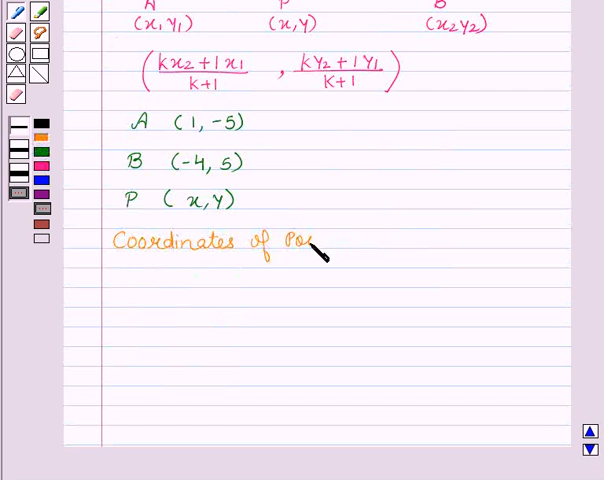 A P B
(x, y1) (x, y) (x2 y2)
(kx2 + 1x1 / k+1 , ky2 + 1y1 / k+1)
A (1, -5)
B (-4, 5)
P (x, y)
Coordinates of Po